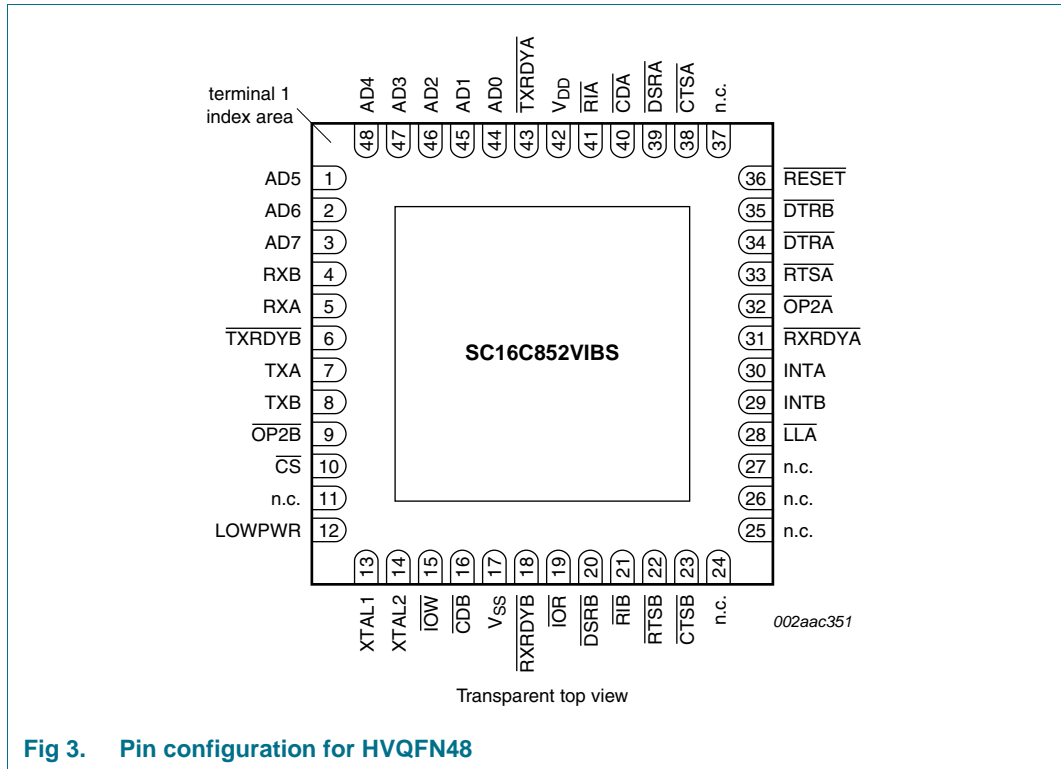 terminal 1
index area
AD4
AD3
AD2
AD1
AD0
TXRDYA
VDD
RIA
CDA
DSRA
CTSA
n.c.
48
47
46
45
44
43
42
41
40
39
38
37
AD5 1
AD6 2
AD7 3
RXB 4
RXA 5
TXRDYB 6
TXA 7
TXB 8
OP2B 9
CS 10
n.c. 11
LOWPWR 12
SC16C852VIBS
36 RESET
35 DTRB
34 DTRA
33 RTSA
32 OP2A
31 RXRDYA
30 INTA
29 INTB
28 LLA
27 n.c.
26 n.c.
25 n.c.
13
14
15
16
17
18
19
20
21
22
23
24
XTAL1
XTAL2
IOW
CDB
VSS
RXRDYB
IOR
DSRB
RIB
RTSB
CTSB
n.c.
002aac351
Transparent top view
Fig 3. Pin configuration for HVQFN48